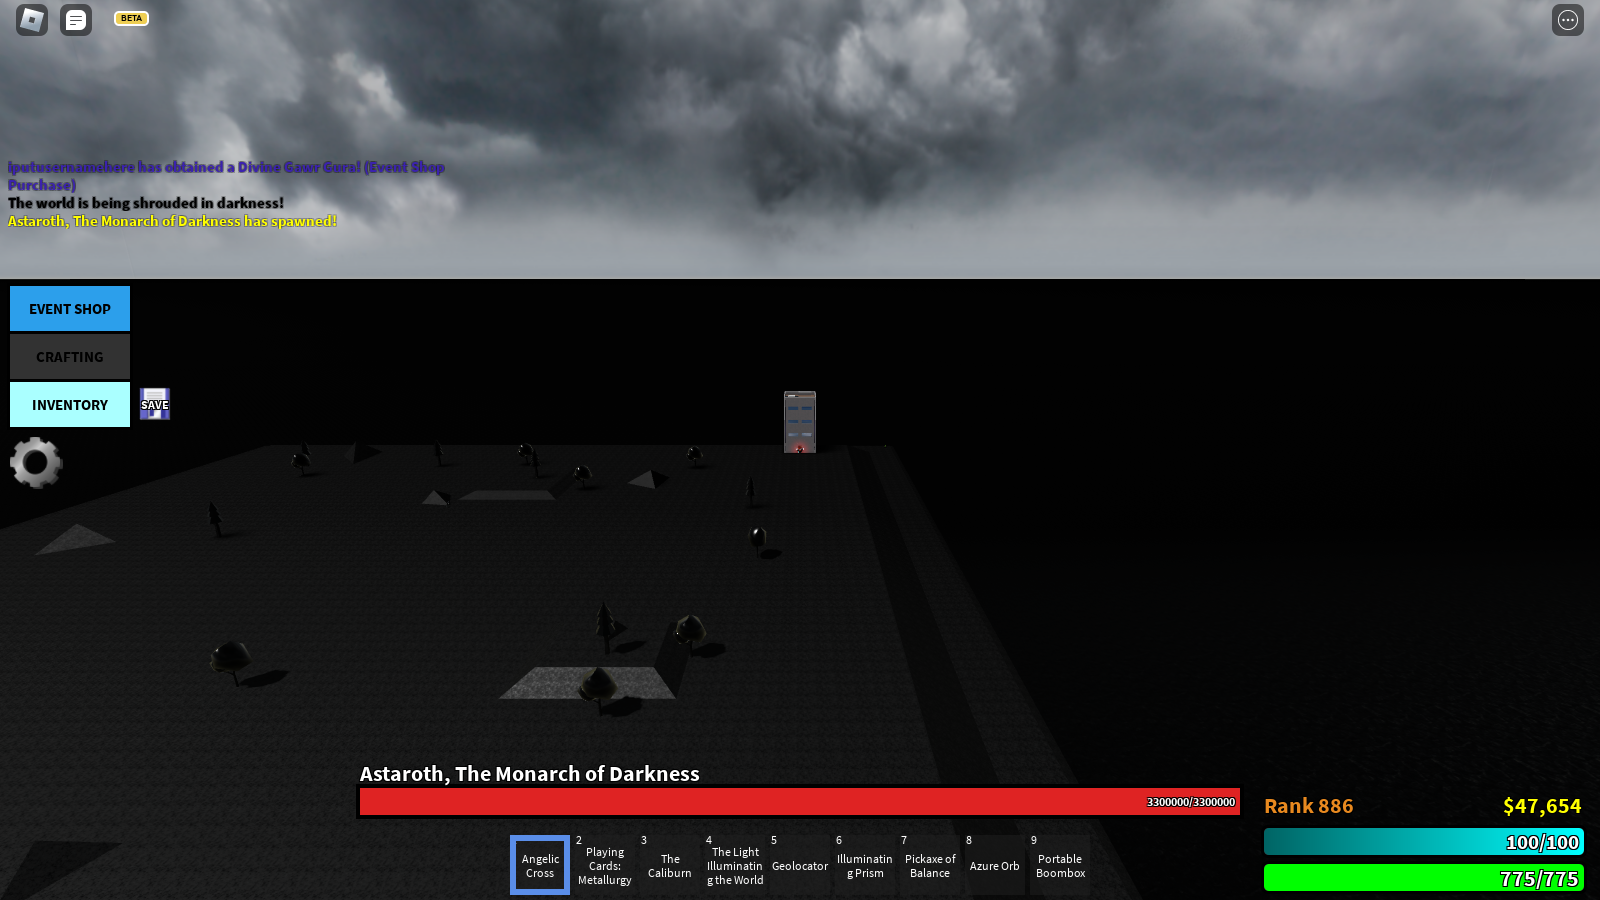 BETA
iputusernamehere has obtained a Divine Gawr Gura! (Event Shop
Purchase)
The world is being shrouded in darkness!
Astaroth, The Monarch of Darkness has spawned!
EVENT SHOP
CRAFTING
INVENTORY
SAVE
Astaroth, The Monarch of Darkness
3300000/3300000
Rank 886
$47,654
100/100
775/775
Angelic
Cross
2
Playing
Cards:
Metallurgy
3
The
Caliburn
4
The Light
Illuminatin
g the World
5
Geolocator
6
Illuminatin
g Prism
7
Pickaxe of
Balance
8
Azure Orb
9
Portable
Boombox